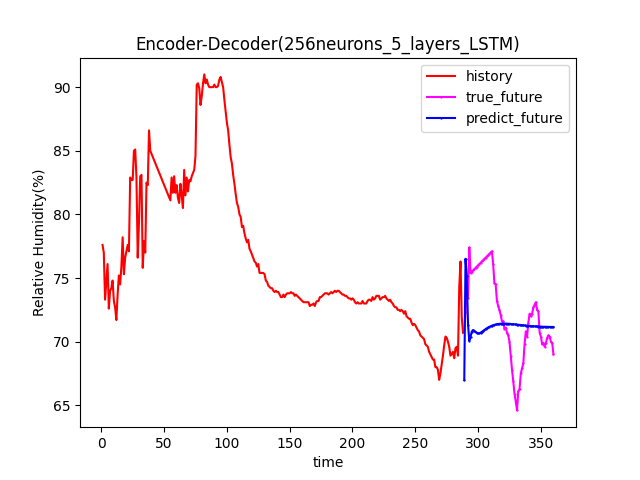 Encoder-Decoder(256neurons_5_layers_LSTM)
history
true_future
predict_future
Relative Humidity(%)
90
85
80
75
70
65
0 50 100 150 200 250 300 350
time